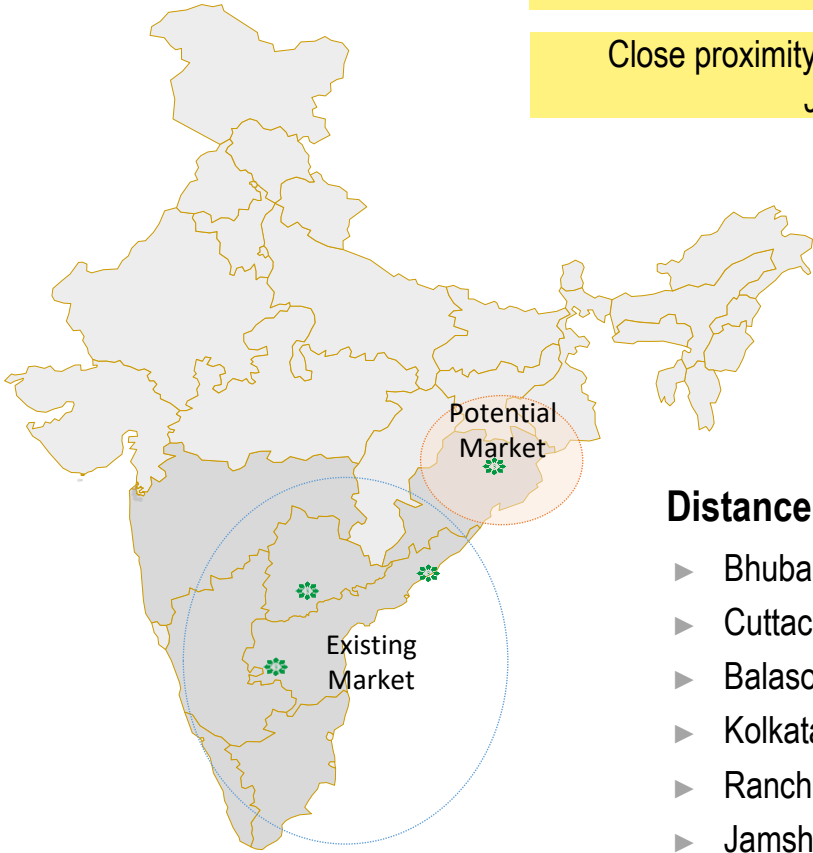 Close proximity
Potential
Market
Existing
Market
Distance
► Bhuba
► Cuttac
► Balaso
► Kolkata
► Ranch
► Jamsh